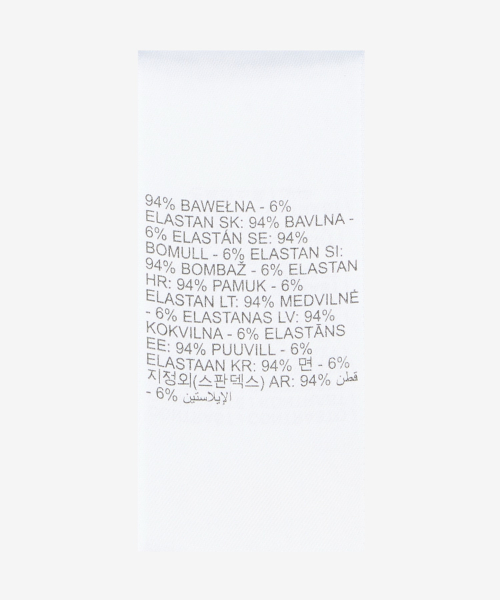 94% BAWEŁNA - 6%
ELASTAN SK: 94% BAVLNA -
6% ELASTÁN SE: 94%
BOMULL - 6% ELASTAN SI:
94% BOMBAŽ - 6% ELASTAN
HR: 94% PAMUK - 6%
ELASTAN LT: 94% MEDVILNĖ
- 6% ELASTANAS LV: 94%
KOKVILNA - 6% ELASTĀNS
EE: 94% PUUVILL - 6%
ELASTAAN KR: 94% 면 - 6%
지정외(스판덱스) AR: 94% قطن
- 6% الإيلاستين